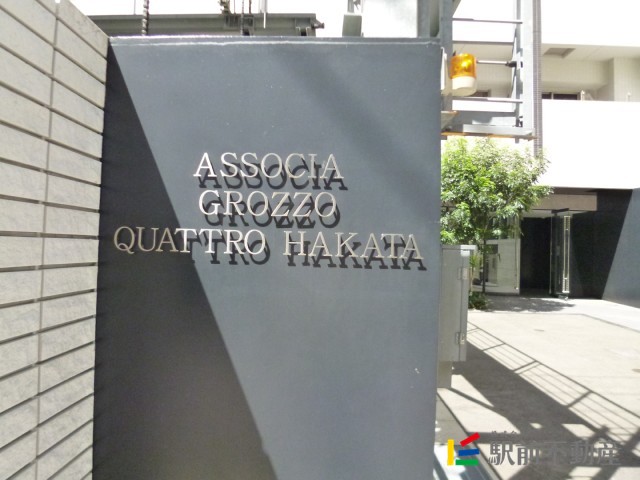 ASSOCIA
GROZZO
QUATTRO HAKATA
駅前不動産